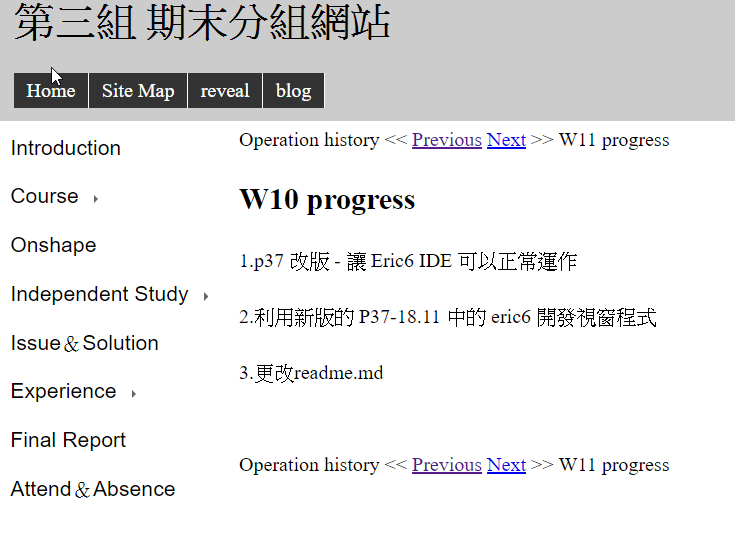 第三組 期末分組網站
Home Site Map reveal blog
Introduction
Course
Onshape
Independent Study
Issue＆Solution
Experience
Final Report
Attend＆Absence
Operation history << Previous Next >> W11 progress
W10 progress
1.p37 改版 - 讓 Eric6 IDE 可以正常運作
2.利用新版的 P37-18.11 中的 eric6 開發視窗程式
3.更改readme.md
Operation history << Previous Next >> W11 progress